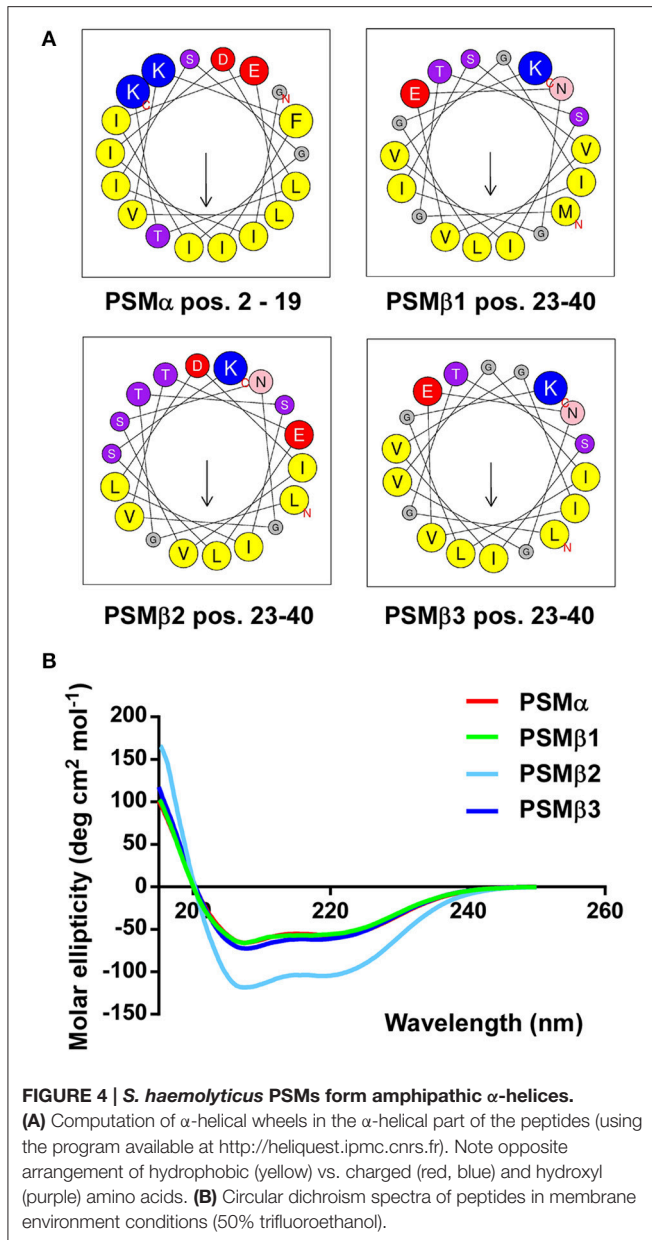 A
K K S D E G N F G L L I I I T V I I I C
E T S G K C N S V I M N G I L V G I V G
PSMα pos. 2 - 19 PSMβ1 pos. 23-40
S S T T D K C N S E I L N G I L V G V L
G V V G E T G G K C N S I I L N G I L V
PSMβ2 pos. 23-40 PSMβ3 pos. 23-40
B
Molar ellipticity (deg cm² mol⁻¹)
200
150
100
50
0
-50
-100
-150
200 220 240 260
Wavelength (nm)
PSMα
PSMβ1
PSMβ2
PSMβ3
FIGURE 4 | S. haemolyticus PSMs form amphipathic α-helices.
(A) Computation of α-helical wheels in the α-helical part of the peptides (using
the program available at http://heliquest.ipmc.cnrs.fr). Note opposite
arrangement of hydrophobic (yellow) vs. charged (red, blue) and hydroxyl
(purple) amino acids. (B) Circular dichroism spectra of peptides in membrane
environment conditions (50% trifluoroethanol).